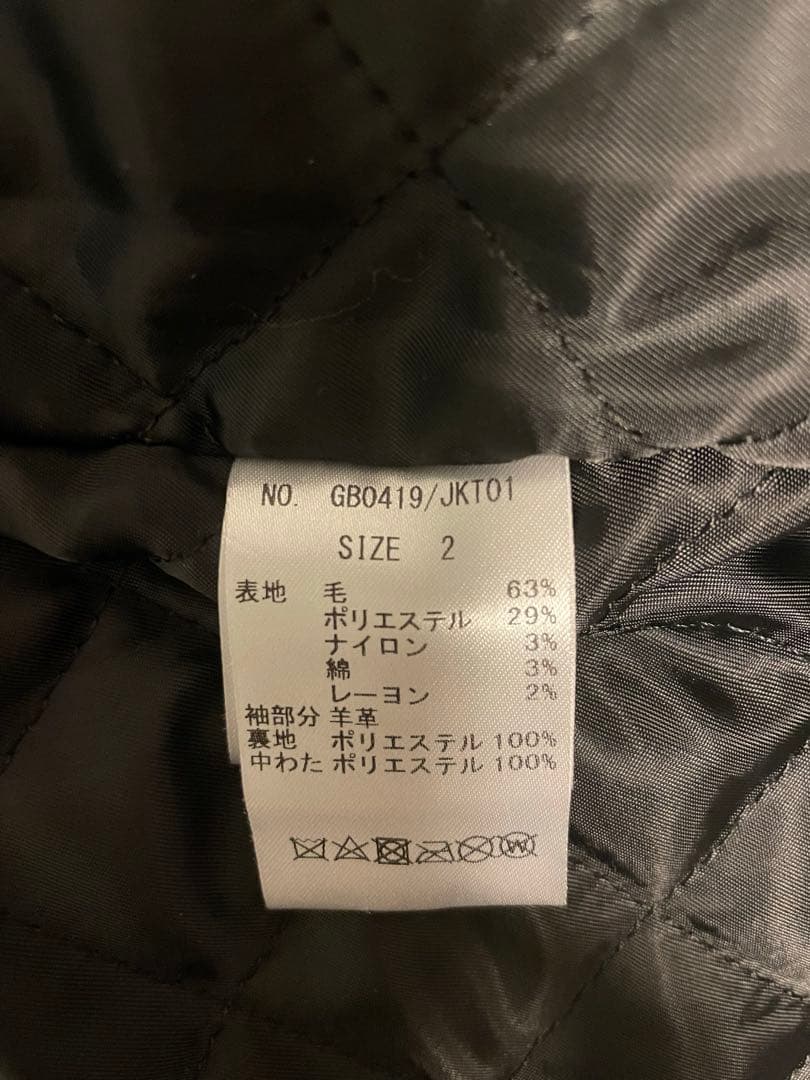 NO. GB0419/JKT01
SIZE 2
表地 毛 63%
ポリエステル 29%
ナイロン 3%
綿 3%
レーヨン 2%
袖部分 羊革
裏地 ポリエステル 100%
中わた ポリエステル 100%